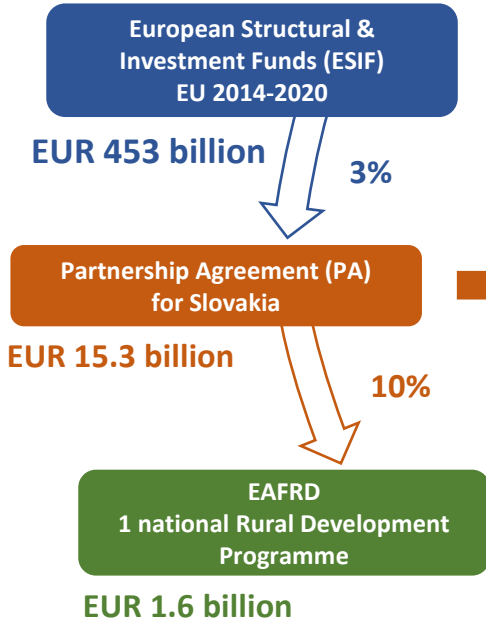 European Structural &
Investment Funds (ESIF)
EU 2014-2020
EUR 453 billion
3%
Partnership Agreement (PA)
for Slovakia
EUR 15.3 billion
10%
EAFRD
1 national Rural Development
Programme
EUR 1.6 billion